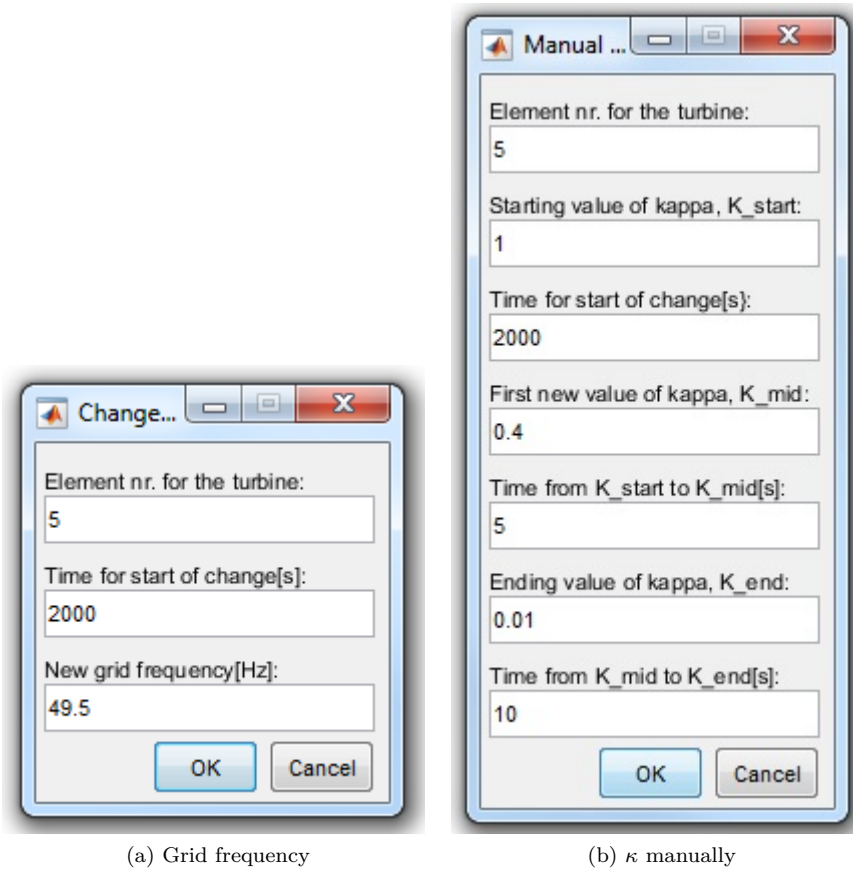 Change...
Element nr. for the turbine:
5
Time for start of change[s]:
2000
New grid frequency[Hz]:
49.5
OK Cancel
(a) Grid frequency
Manual ...
Element nr. for the turbine:
5
Starting value of kappa, K_start:
1
Time for start of change[s}:
2000
First new value of kappa, K_mid:
0.4
Time from K_start to K_mid[s]:
5
Ending value of kappa, K_end:
0.01
Time from K_mid to K_end[s]:
10
OK Cancel
(b) κ manually